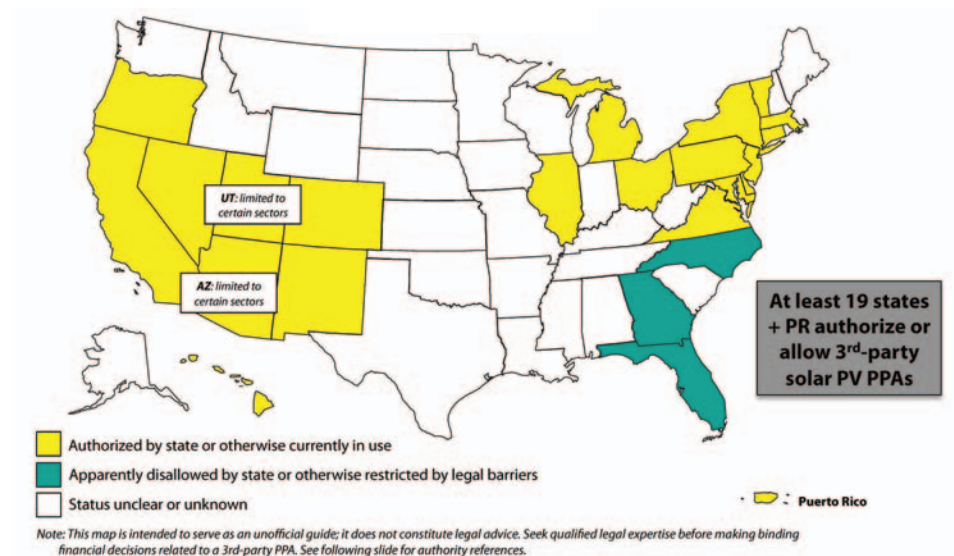 UT: limited to
certain sectors
AZ: limited to
certain sectors
At least 19 states
+ PR authorize or
allow 3rd-party
solar PV PPAs
Authorized by state or otherwise currently in use
Apparently disallowed by state or otherwise restricted by legal barriers
Status unclear or unknown
Puerto Rico
Note: This map is intended to serve as an unofficial guide; it does not constitute legal advice. Seek qualified legal expertise before making binding
financial decisions related to a 3rd-party PPA. See following slide for authority references.